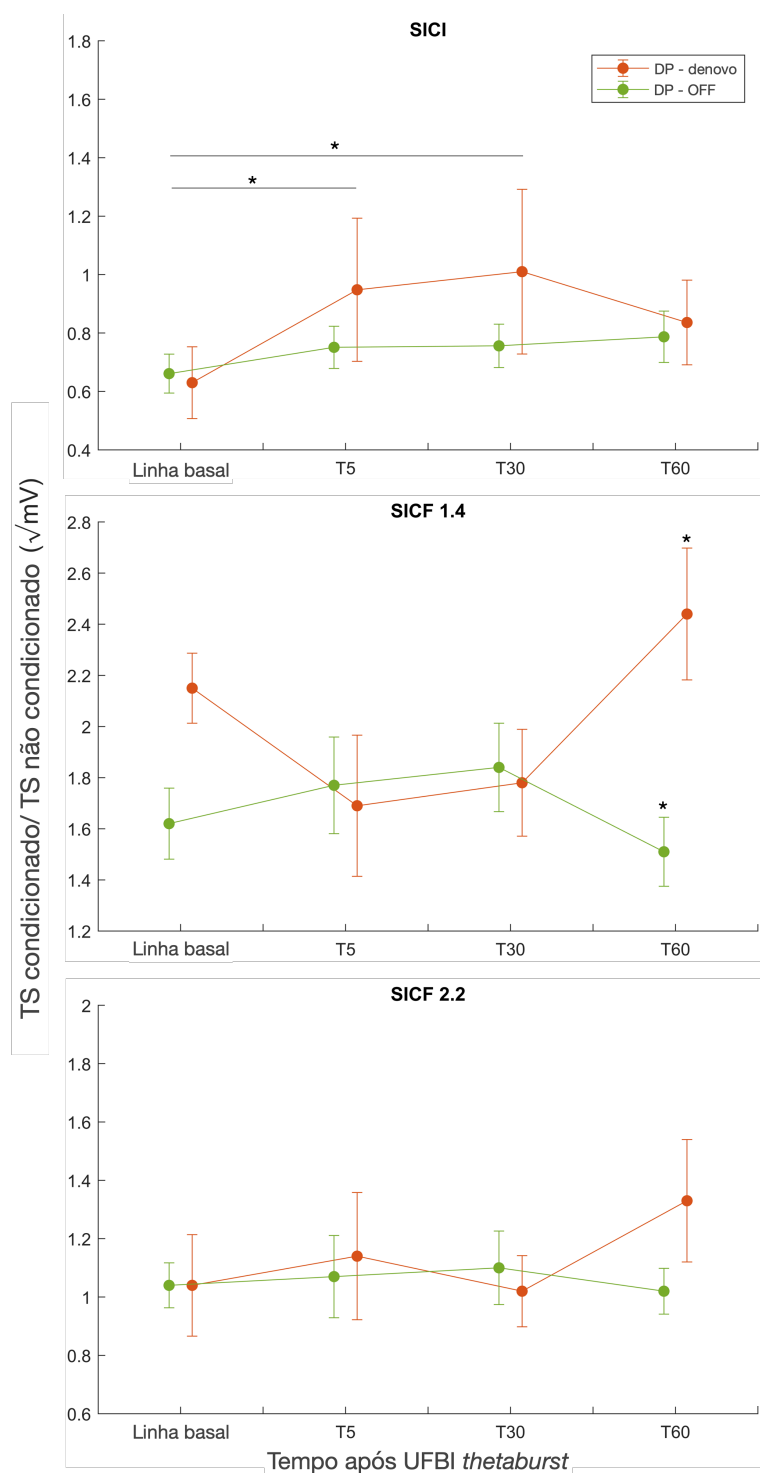 SICI
1.8
1.6
1.4
1.2
1
0.8
0.6
0.4
DP - denovo
DP - OFF
*
*
Linha basal T5 T30 T60
SICF 1.4
2.8
2.6
2.4
2.2
2
1.8
1.6
1.4
1.2
*
*
Linha basal T5 T30 T60
SICF 2.2
2
1.8
1.6
1.4
1.2
1
0.8
0.6
Linha basal T5 T30 T60
TS condicionado/ TS não condicionado (√mV)
Tempo após UFBI thetaburst